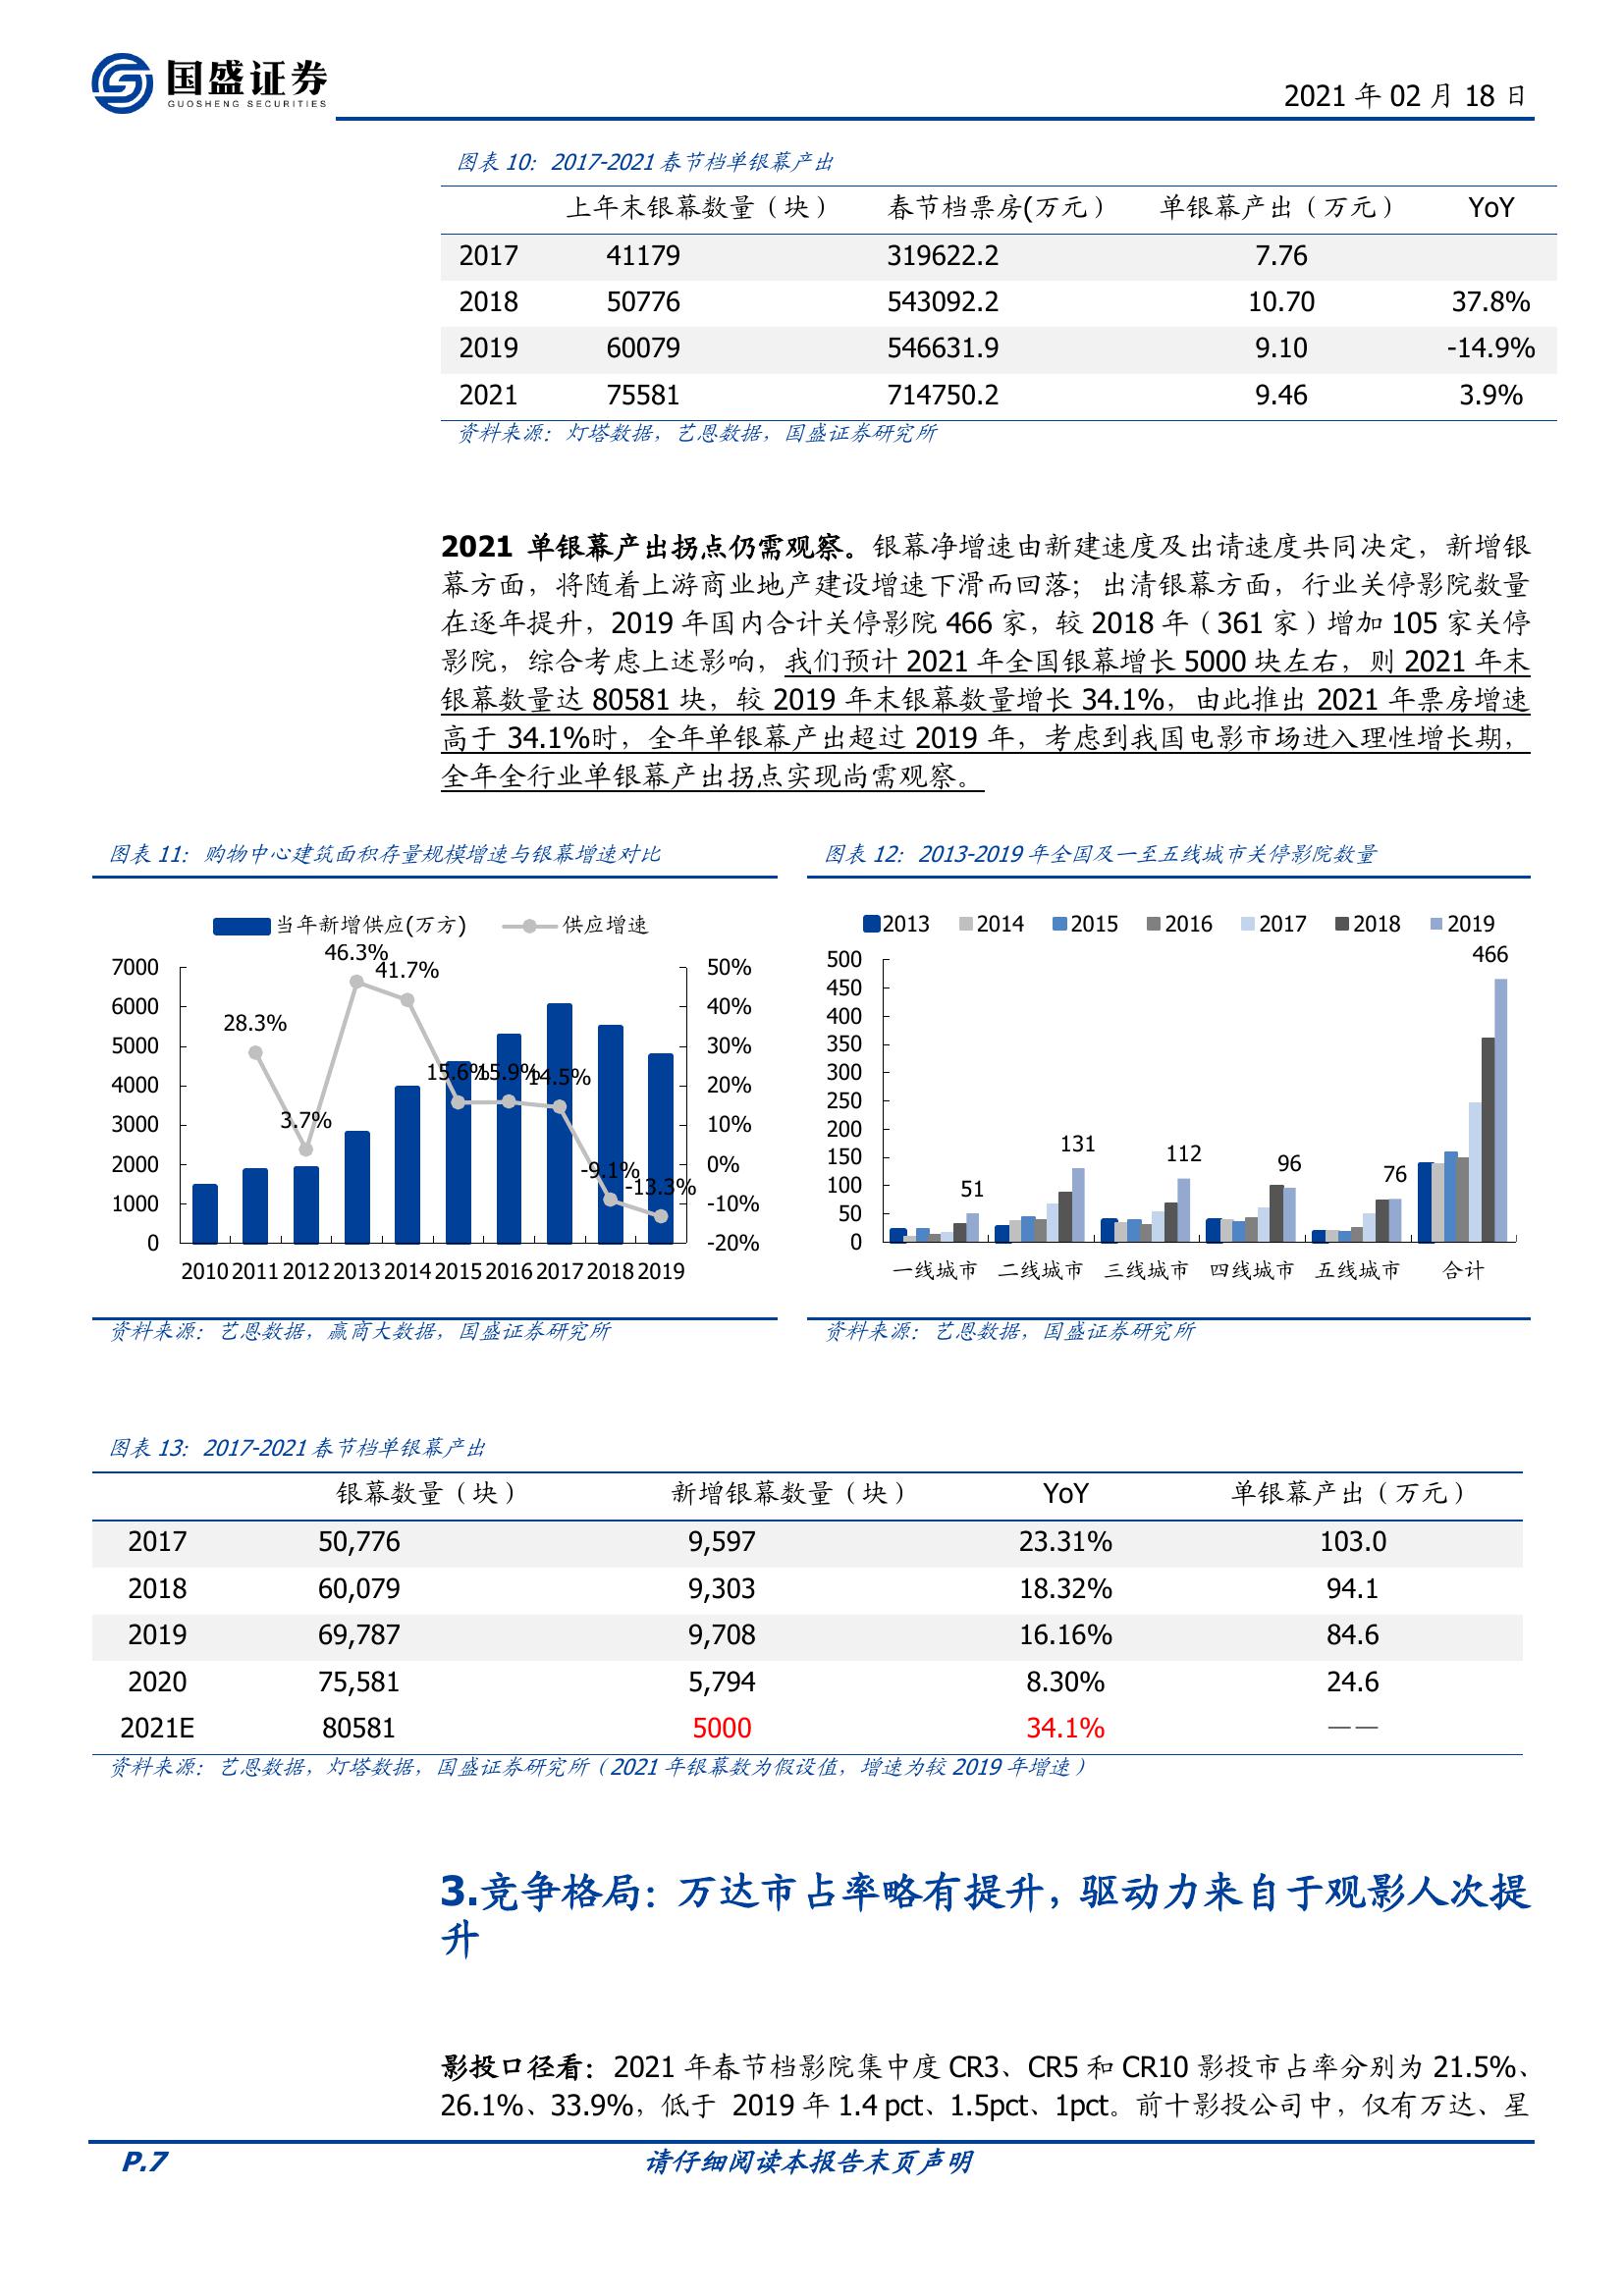 国盛证券
GUOSHENG SECURITIES
2021 年 02 月 18 日
图表 10：2017-2021 春节档单银幕产出
上年末银幕数量（块） 春节档票房(万元） 单银幕产出（万元） YoY
2017 41179 319622.2 7.76
2018 50776 543092.2 10.70 37.8%
2019 60079 546631.9 9.10 -14.9%
2021 75581 714750.2 9.46 3.9%
资料来源：灯塔数据，艺恩数据，国盛证券研究所
2021 单银幕产出拐点仍需观察。银幕净增速由新建速度及出请速度共同决定，新增银
幕方面，将随着上游商业地产建设增速下滑而回落；出清银幕方面，行业关停影院数量
在逐年提升，2019 年国内合计关停影院 466 家，较 2018 年（361 家）增加 105 家关停
影院，综合考虑上述影响，我们预计 2021 年全国银幕增长 5000 块左右，则 2021 年末
银幕数量达 80581 块，较 2019 年末银幕数量增长 34.1%，由此推出 2021 年票房增速
高于 34.1%时，全年单银幕产出超过 2019 年，考虑到我国电影市场进入理性增长期，
全年全行业单银幕产出拐点实现尚需观察。
图表 11：购物中心建筑面积存量规模增速与银幕增速对比
当年新增供应(万方) 供应增速
46.3%
41.7%
28.3%
3.7%
15.6%
15.9%
14.5%
-9.1%
-13.3%
7000 50%
6000 40%
5000 30%
4000 20%
3000 10%
2000 0%
1000 -10%
0 -20%
2010 2011 2012 2013 2014 2015 2016 2017 2018 2019
资料来源：艺恩数据，赢商大数据，国盛证券研究所
图表 12：2013-2019 年全国及一至五线城市关停影院数量
2013 2014 2015 2016 2017 2018 2019
500
450
400
350
300
250
200
150
100
50
0
51
131
112
96
76
466
一线城市 二线城市 三线城市 四线城市 五线城市 合计
资料来源：艺恩数据，国盛证券研究所
图表 13：2017-2021 春节档单银幕产出
银幕数量（块） 新增银幕数量（块） YoY 单银幕产出（万元）
2017 50,776 9,597 23.31% 103.0
2018 60,079 9,303 18.32% 94.1
2019 69,787 9,708 16.16% 84.6
2020 75,581 5,794 8.30% 24.6
2021E 80581 5000 34.1% ——
资料来源：艺恩数据，灯塔数据，国盛证券研究所（2021 年银幕数为假设值，增速为较 2019 年增速）
3.竞争格局：万达市占率略有提升，驱动力来自于观影人次提
升
影投口径看：2021 年春节档影院集中度 CR3、CR5 和 CR10 影投市占率分别为 21.5%、
26.1%、33.9%，低于 2019 年 1.4 pct、1.5pct、1pct。前十影投公司中，仅有万达、星
P.7 请仔细阅读本报告末页声明